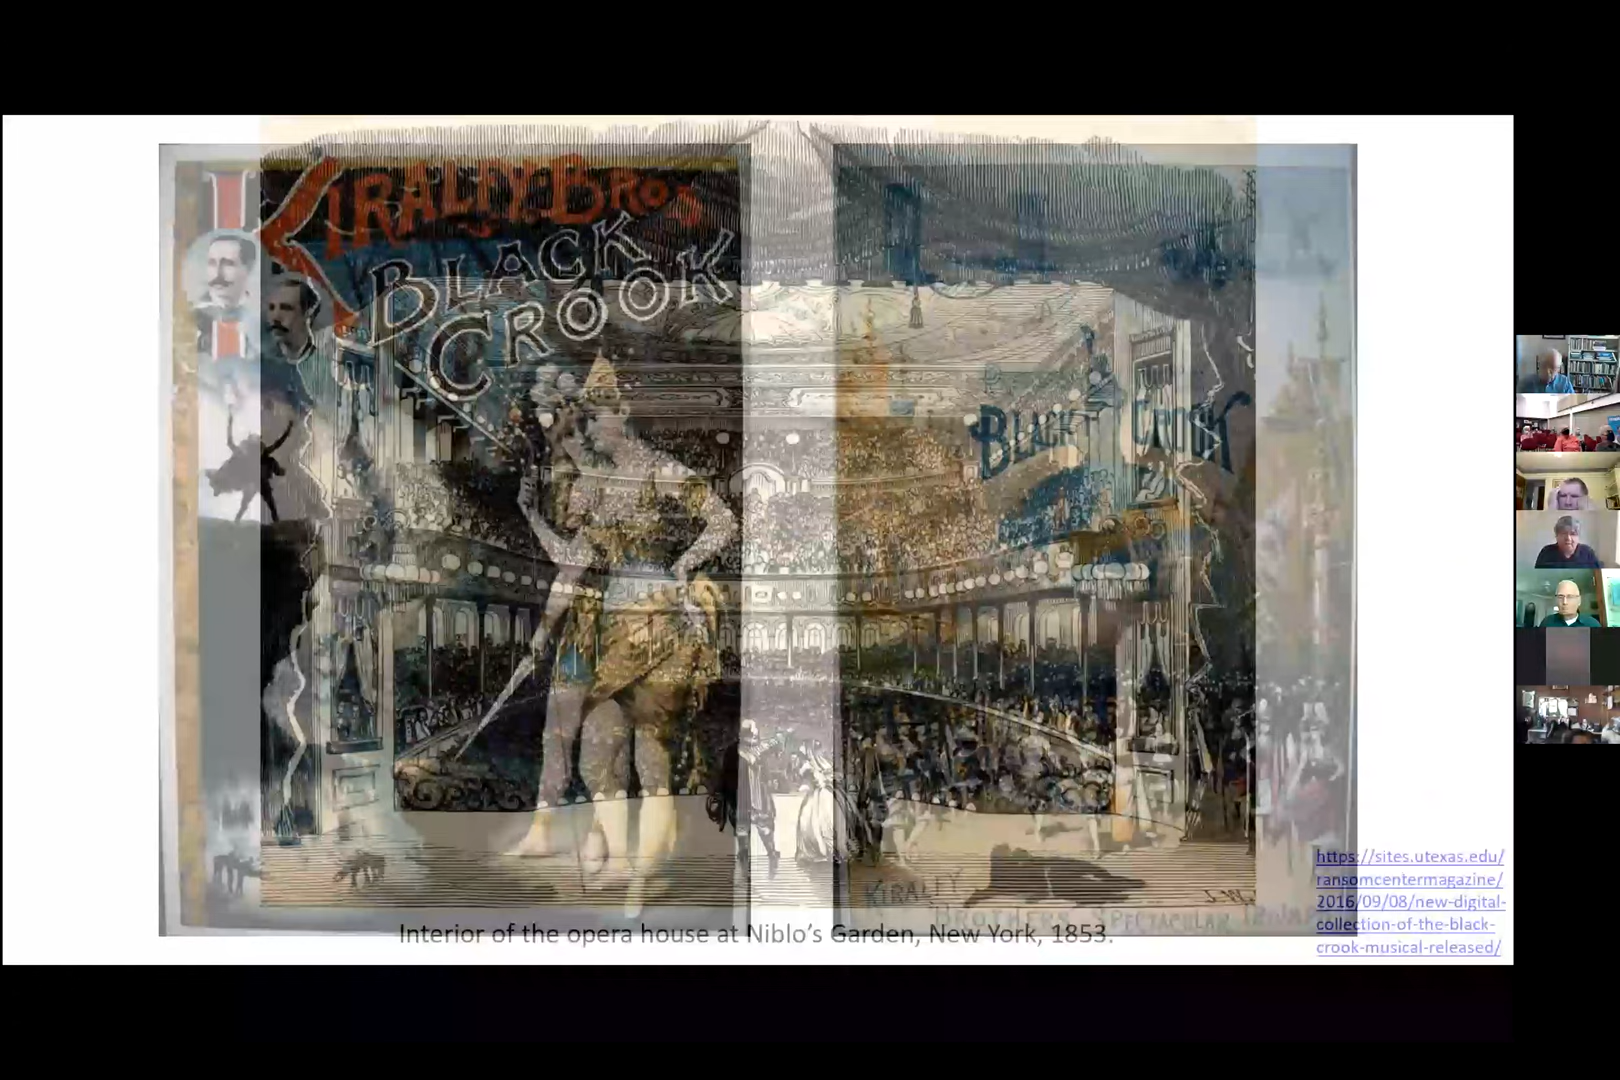 KIRALFY BROS
BLACK
CROOK
BLACK CROOK
KIRALFY
BROTHERS SPECTACULAR
Interior of the opera house at Niblo’s Garden, New York, 1853.
https://sites.utexas.edu/
ransomcentermagazine/
2016/09/08/new-digital-
collection-of-the-black-
crook-musical-released/